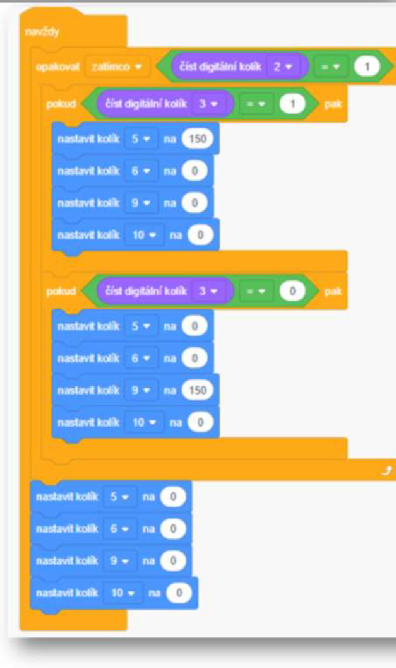 navždy
opakovat zatímco číst digitální kolík 2 = 1
pokud číst digitální kolík 3 = 1 pak
nastavit kolík 5 na 150
nastavit kolík 6 na 0
nastavit kolík 9 na 0
nastavit kolík 10 na 0
pokud číst digitální kolík 3 = 0 pak
nastavit kolík 5 na 0
nastavit kolík 6 na 0
nastavit kolík 9 na 150
nastavit kolík 10 na 0
nastavit kolík 5 na 0
nastavit kolík 6 na 0
nastavit kolík 9 na 0
nastavit kolík 10 na 0